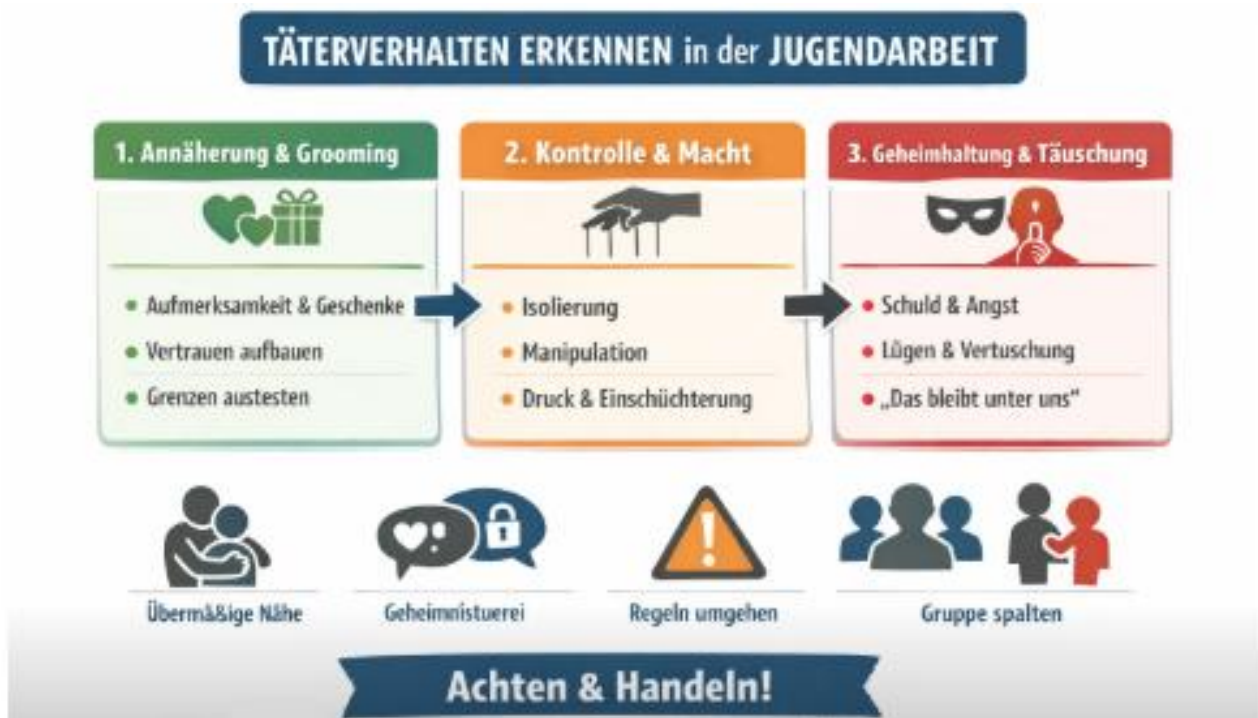 TÄTERVERHALTEN ERKENNEN in der JUGENDARBEIT
1. Annäherung & Grooming
• Aufmerksamkeit & Geschenke
• Vertrauen aufbauen
• Grenzen austesten
2. Kontrolle & Macht
• Isolierung
• Manipulation
• Druck & Einschüchterung
3. Geheimhaltung & Täuschung
• Schuld & Angst
• Lügen & Vertuschung
• „Das bleibt unter uns“
Übermäßige Nähe
Geheimnistuerei
Regeln umgehen
Gruppe spalten
Achten & Handeln!